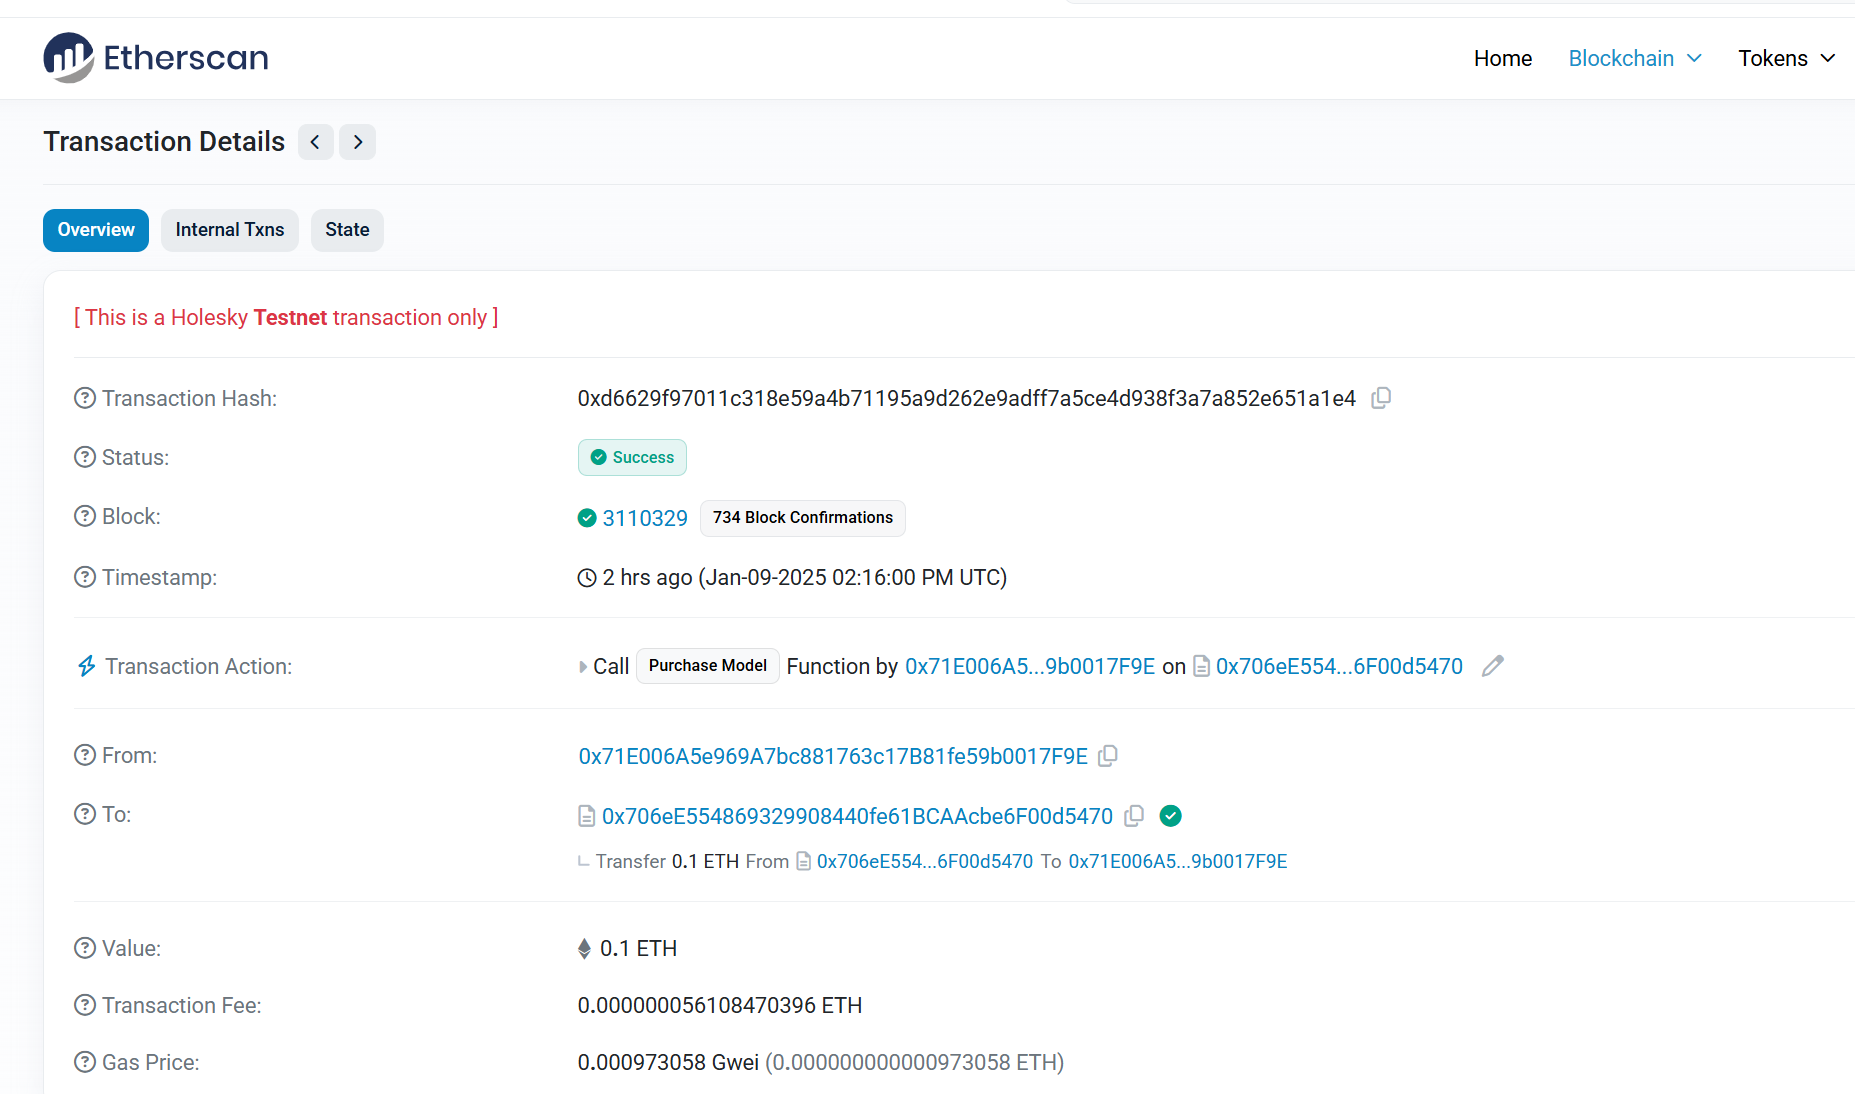 Etherscan
Home Blockchain Tokens
Transaction Details
Overview Internal Txns State
[ This is a Holesky Testnet transaction only ]
Transaction Hash: 0xd6629f97011c318e59a4b71195a9d262e9adff7a5ce4d938f3a7a852e651a1e4
Status: Success
Block: 3110329 734 Block Confirmations
Timestamp: 2 hrs ago (Jan-09-2025 02:16:00 PM UTC)
Transaction Action: Call Purchase Model Function by 0x71E006A5...9b0017F9E on 0x706eE554...6F00d5470
From: 0x71E006A5e969A7bc881763c17B81fe59b0017F9E
To: 0x706eE554869329908440fe61BCAAcbe6F00d5470
Transfer 0.1 ETH From 0x706eE554...6F00d5470 To 0x71E006A5...9b0017F9E
Value: 0.1 ETH
Transaction Fee: 0.000000056108470396 ETH
Gas Price: 0.000973058 Gwei (0.000000000000973058 ETH)